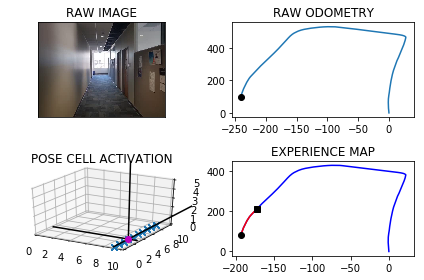 RAW IMAGE
RAW ODOMETRY
400
200
0
−250 −200 −150 −100 −50 0
POSE CELL ACTIVATION
5
4
3
2
1
0
0 2 4 6 8 10
0 2 4 6 8 10
EXPERIENCE MAP
400
200
0
−200 −150 −100 −50 0